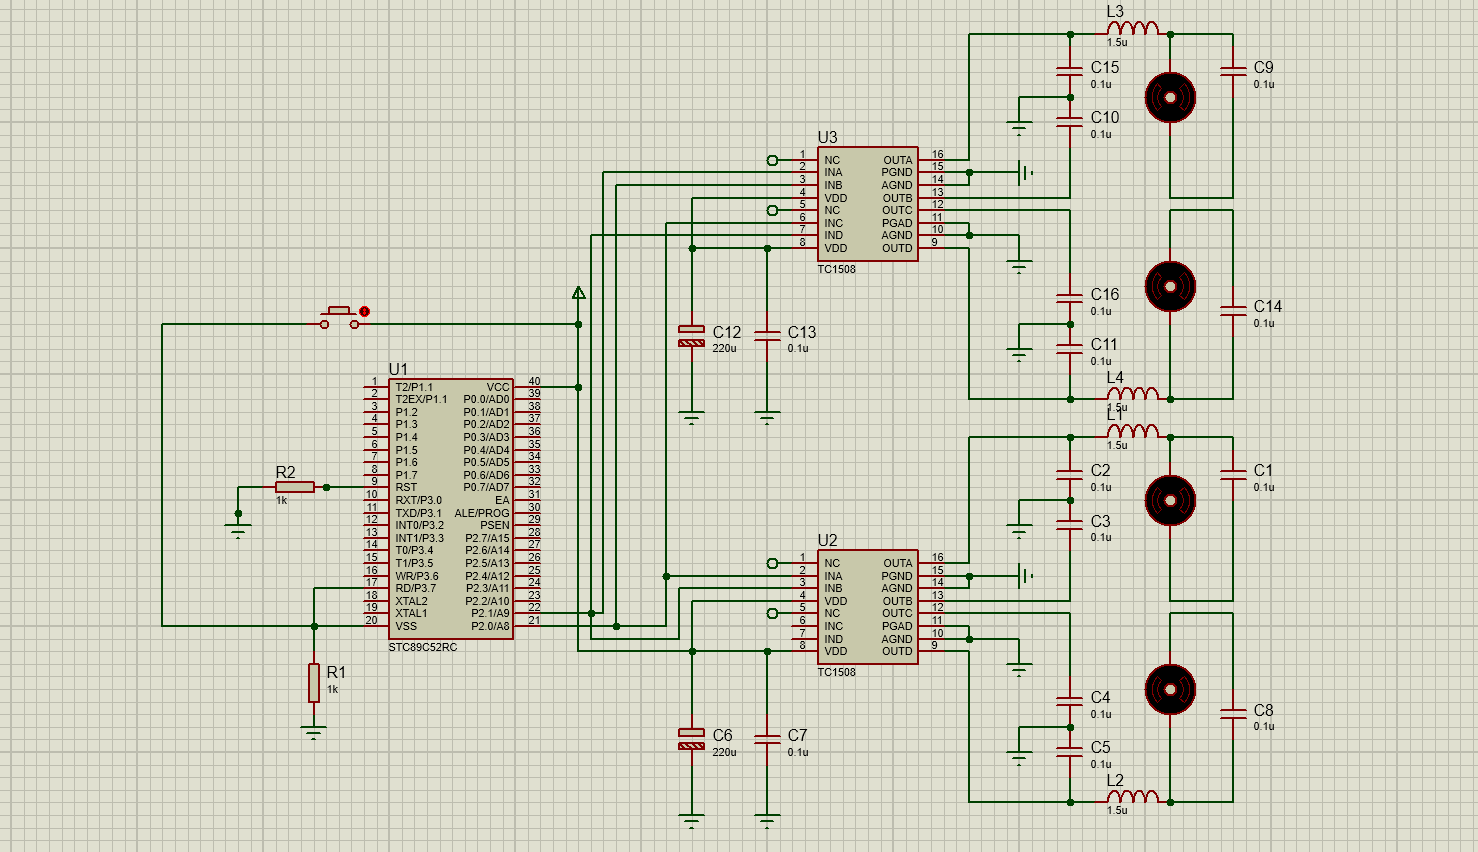 L3
1.5u
C15
0.1u
C9
0.1u
C10
0.1u
U3
1 NC OUTA 16
2 INA PGND 15
3 INB AGND 14
4 VDD OUTB 13
5 NC OUTC 12
6 INC PGAD 11
7 IND AGND 10
8 VDD OUTD 9
TC1508
C16
0.1u
C14
0.1u
C11
0.1u
C12
220u
C13
0.1u
L4
1.5u
U1
1 T2/P1.1 VCC 40
2 T2EX/P1.1 P0.0/AD0 39
3 P1.2 P0.1/AD1 38
4 P1.3 P0.2/AD2 37
5 P1.4 P0.3/AD3 36
6 P1.5 P0.4/AD4 35
7 P1.6 P0.5/AD5 34
8 P1.7 P0.6/AD6 33
9 RST P0.7/AD7 32
10 RXT/P3.0 EA 31
11 TXD/P3.1 ALE/PROG 30
12 INT0/P3.2 PSEN 29
13 INT1/P3.3 P2.7/A15 28
14 T0/P3.4 P2.6/A14 27
15 T1/P3.5 P2.5/A13 26
16 WR/P3.6 P2.4/A12 25
17 RD/P3.7 P2.3/A11 24
18 XTAL2 P2.2/A10 23
19 XTAL1 P2.1/A9 22
20 VSS P2.0/A8 21
STC89C52RC
R2
1k
R1
1k
L1
1.5u
C2
0.1u
C1
0.1u
C3
0.1u
U2
1 NC OUTA 16
2 INA PGND 15
3 INB AGND 14
4 VDD OUTB 13
5 NC OUTC 12
6 INC PGAD 11
7 IND AGND 10
8 VDD OUTD 9
TC1508
C4
0.1u
C8
0.1u
C5
0.1u
C6
220u
C7
0.1u
L2
1.5u